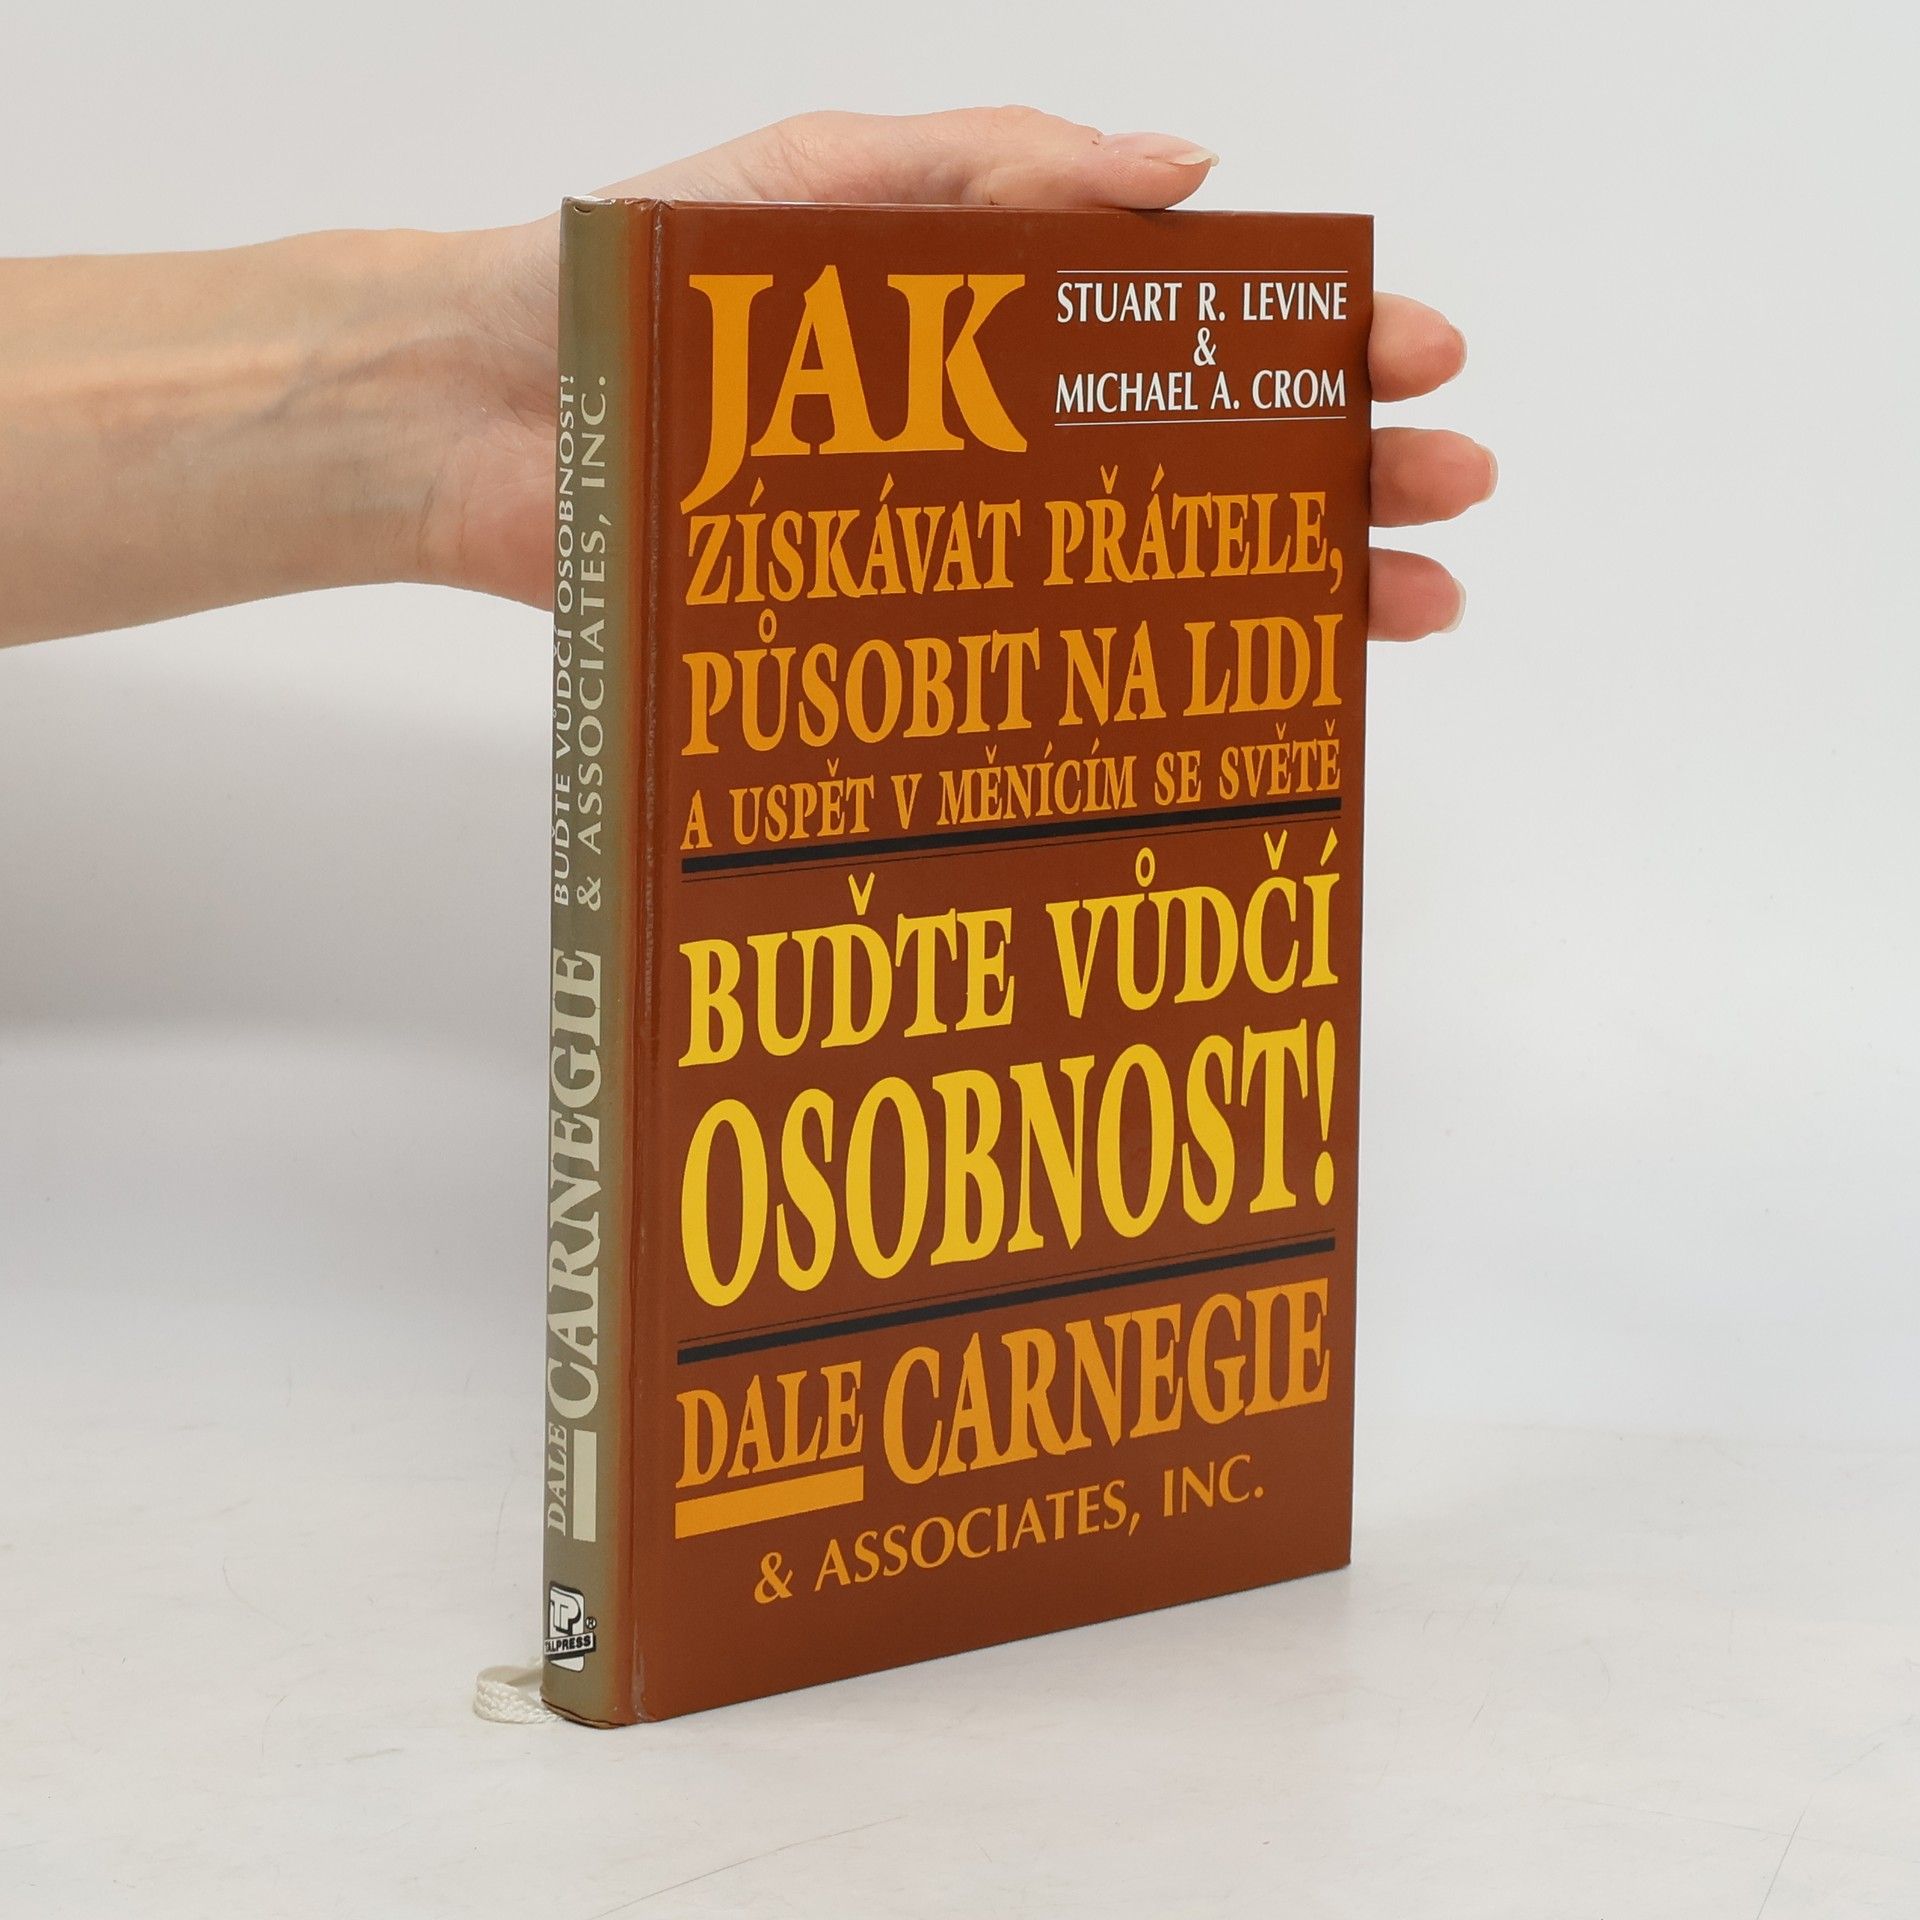 JAK
STUART R. LEVINE
&
MICHAEL A. CROM
ZÍSKÁVAT PŘÁTELE,
PŮSOBIT NA LIDI
A USPĚT V MĚNÍCÍM SE SVĚTĚ
BUĎTE VŮDČÍ
OSOBNOST!
DALE CARNEGIE
& ASSOCIATES, INC.
DALE CARNEGIE BUĎTE VŮDČÍ OSOBNOST!
& ASSOCIATES, INC.
TP®
TALPRESS